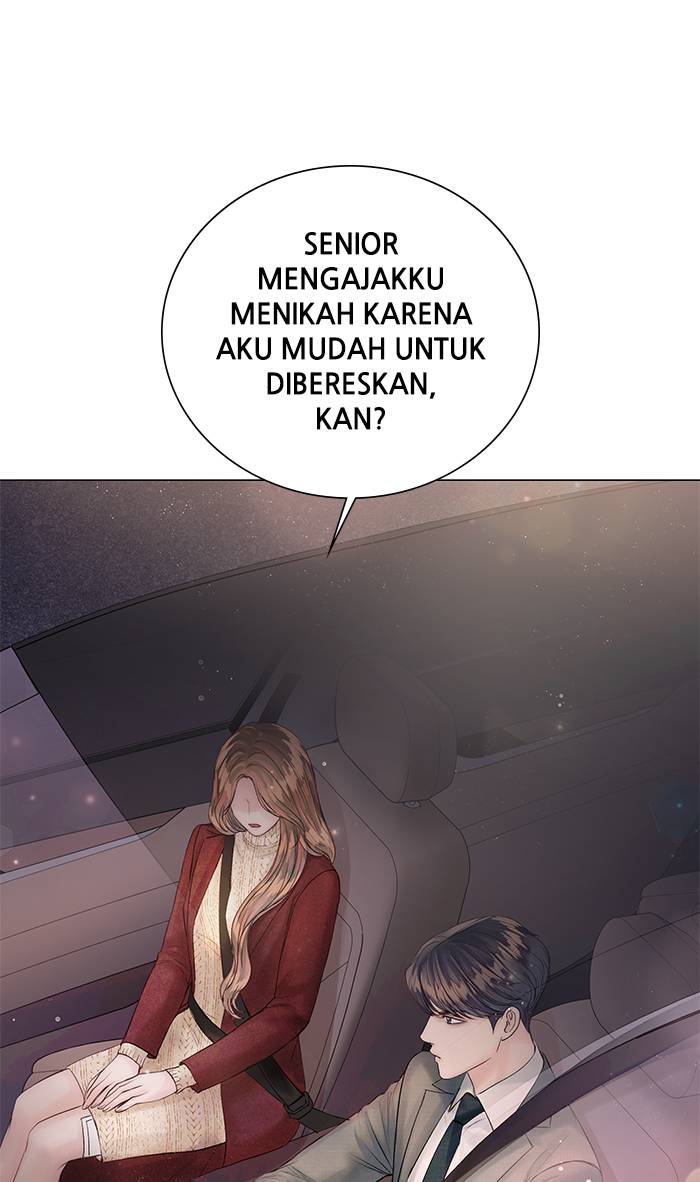 SENIOR
MENGAJAKKU
MENIKAH KARENA
AKU MUDAH UNTUK
DIBERESKAN,
KAN?